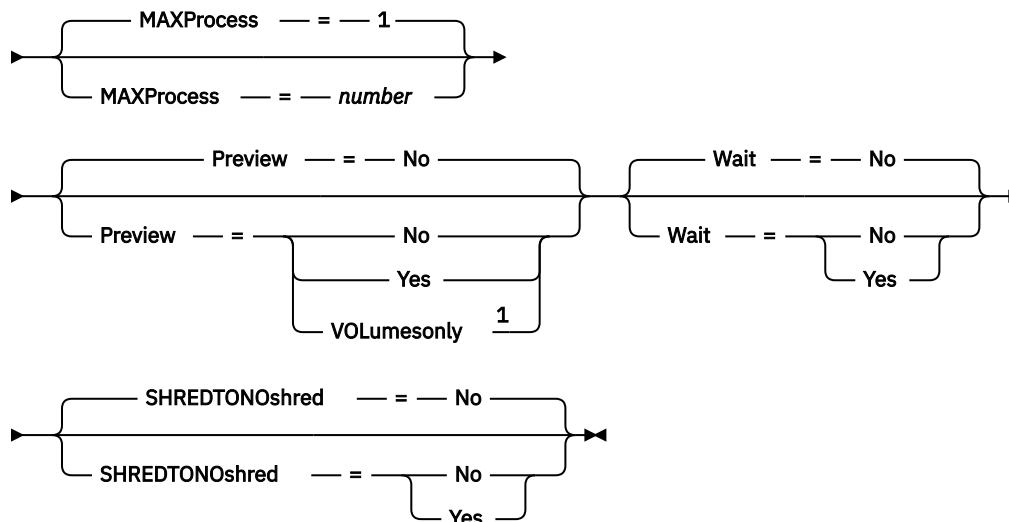 MAXProcess = 1
MAXProcess = number
Preview = No Wait = No
Preview = No Wait = No
Yes Yes
VOLumesonly 1
SHREDTONOshred = No
SHREDTONOshred = No
Yes